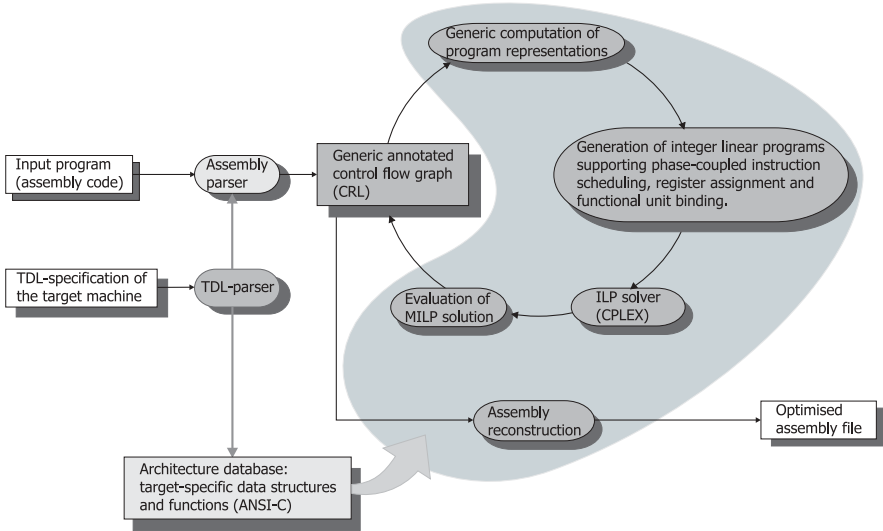 Generic computation of
program representations
Input program
(assembly code)
Assembly
parser
Generic annotated
control flow graph
(CRL)
Generation of integer linear programs
supporting phase-coupled instruction
scheduling, register assignment and
functional unit binding.
TDL-specification of
the target machine
TDL-parser
Evaluation of
MILP solution
ILP solver
(CPLEX)
Assembly
reconstruction
Optimised
assembly file
Architecture database:
target-specific data structures
and functions (ANSI-C)